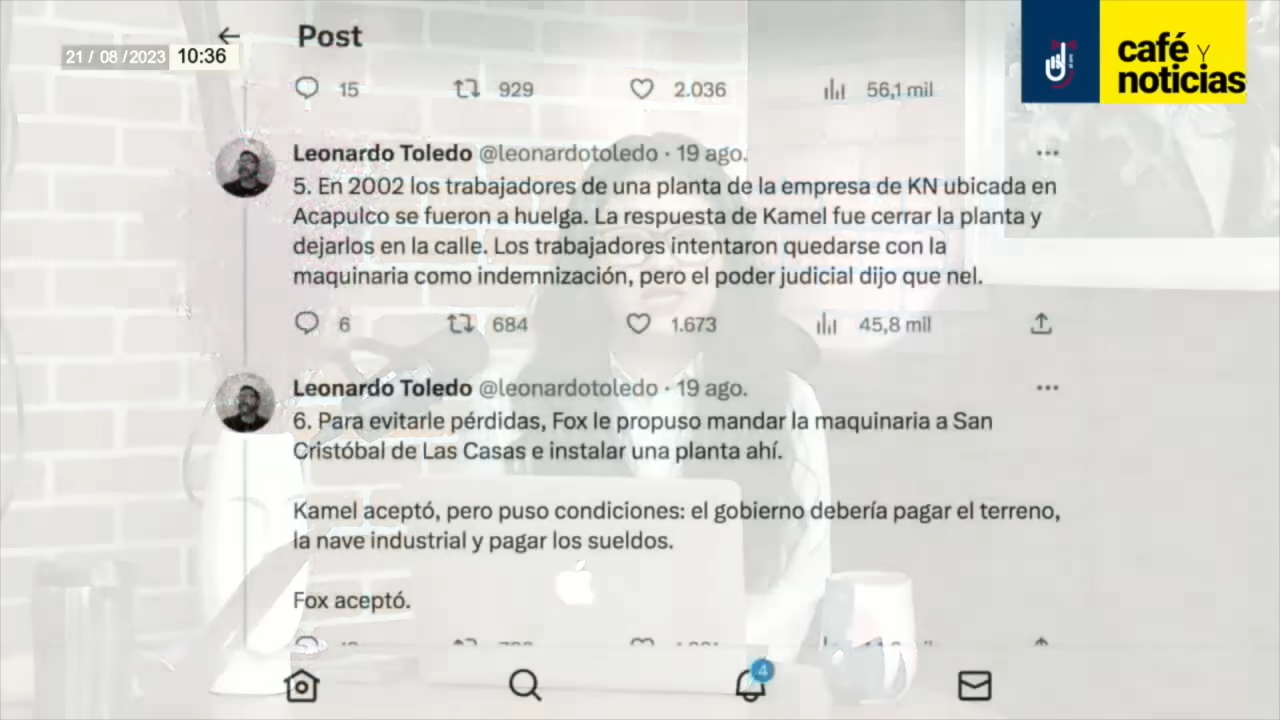 Post
21 / 08 /2023 10:36
café Y
noticias
15 929 2.036 56,1 mil
Leonardo Toledo @leonardotoledo · 19 ago.
5. En 2002 los trabajadores de una planta de la empresa de KN ubicada en
Acapulco se fueron a huelga. La respuesta de Kamel fue cerrar la planta y
dejarlos en la calle. Los trabajadores intentaron quedarse con la
maquinaria como indemnización, pero el poder judicial dijo que nel.
6 684 1.673 45,8 mil
Leonardo Toledo @leonardotoledo · 19 ago.
6. Para evitarle pérdidas, Fox le propuso mandar la maquinaria a San
Cristóbal de Las Casas e instalar una planta ahí.
Kamel aceptó, pero puso condiciones: el gobierno debería pagar el terreno,
la nave industrial y pagar los sueldos.
Fox aceptó.
4